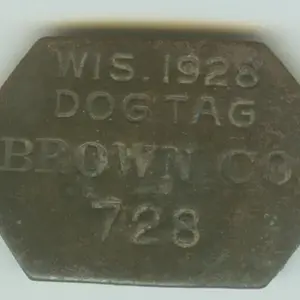 WIS. 1928
DOG TAG
BROWN CO.
728